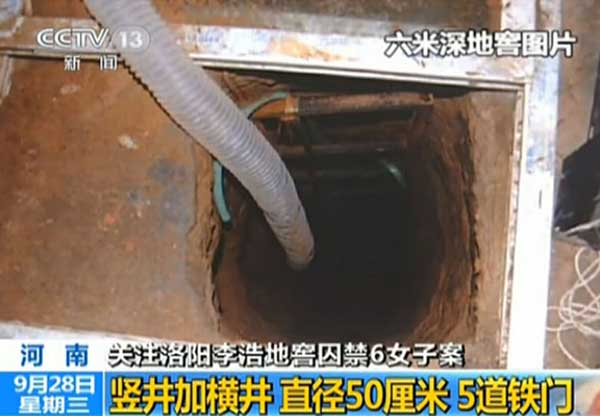 CCTV 13
新闻
六米深地窖图片
河南
关注洛阳李浩地窖囚禁6女子案
9月28日
星期三
竖井加横井 直径50厘米 5道铁门